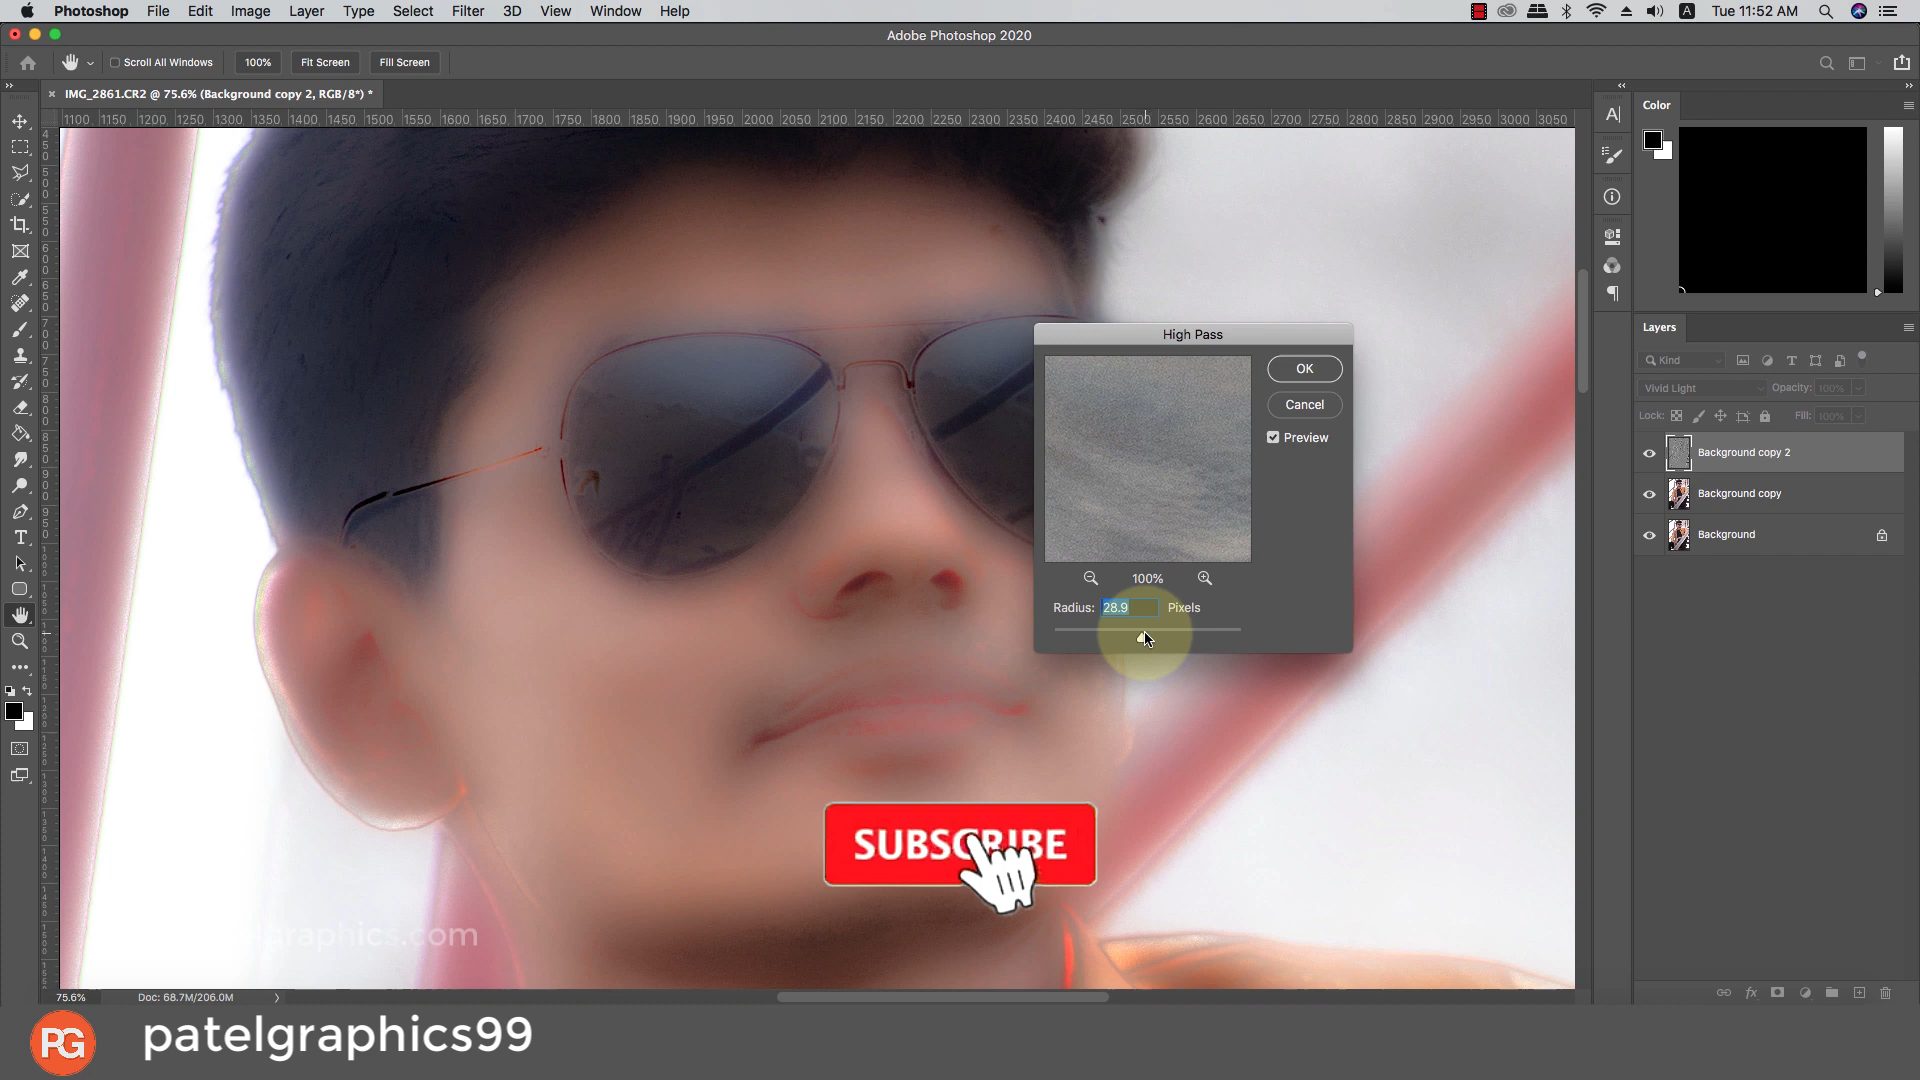 Photoshop File Edit Image Layer Type Select Filter 3D View Window Help
A Tue 11:52 AM
Adobe Photoshop 2020
Scroll All Windows 100% Fit Screen Fill Screen
IMG_2861.CR2 @ 75.6% (Background copy 2, RGB/8*) *
1100 1150 1200 1250 1300 1350 1400 1450 1500 1550 1600 1650 1700 1750 1800 1850 1900 1950 2000 2050 2100 2150 2200 2250 2300 2350 2400 2450 2500 2550 2600 2650 2700 2750 2800 2850 2900 2950 3000 3050
Color
High Pass
OK
Cancel
Preview
100%
Radius: 28.9 Pixels
Layers
Kind
Vivid Light Opacity: 100%
Lock: Fill: 100%
Background copy 2
Background copy
Background
SUBSCRIBE
75.6% Doc: 68.7M/206.0M
PG patelgraphics99